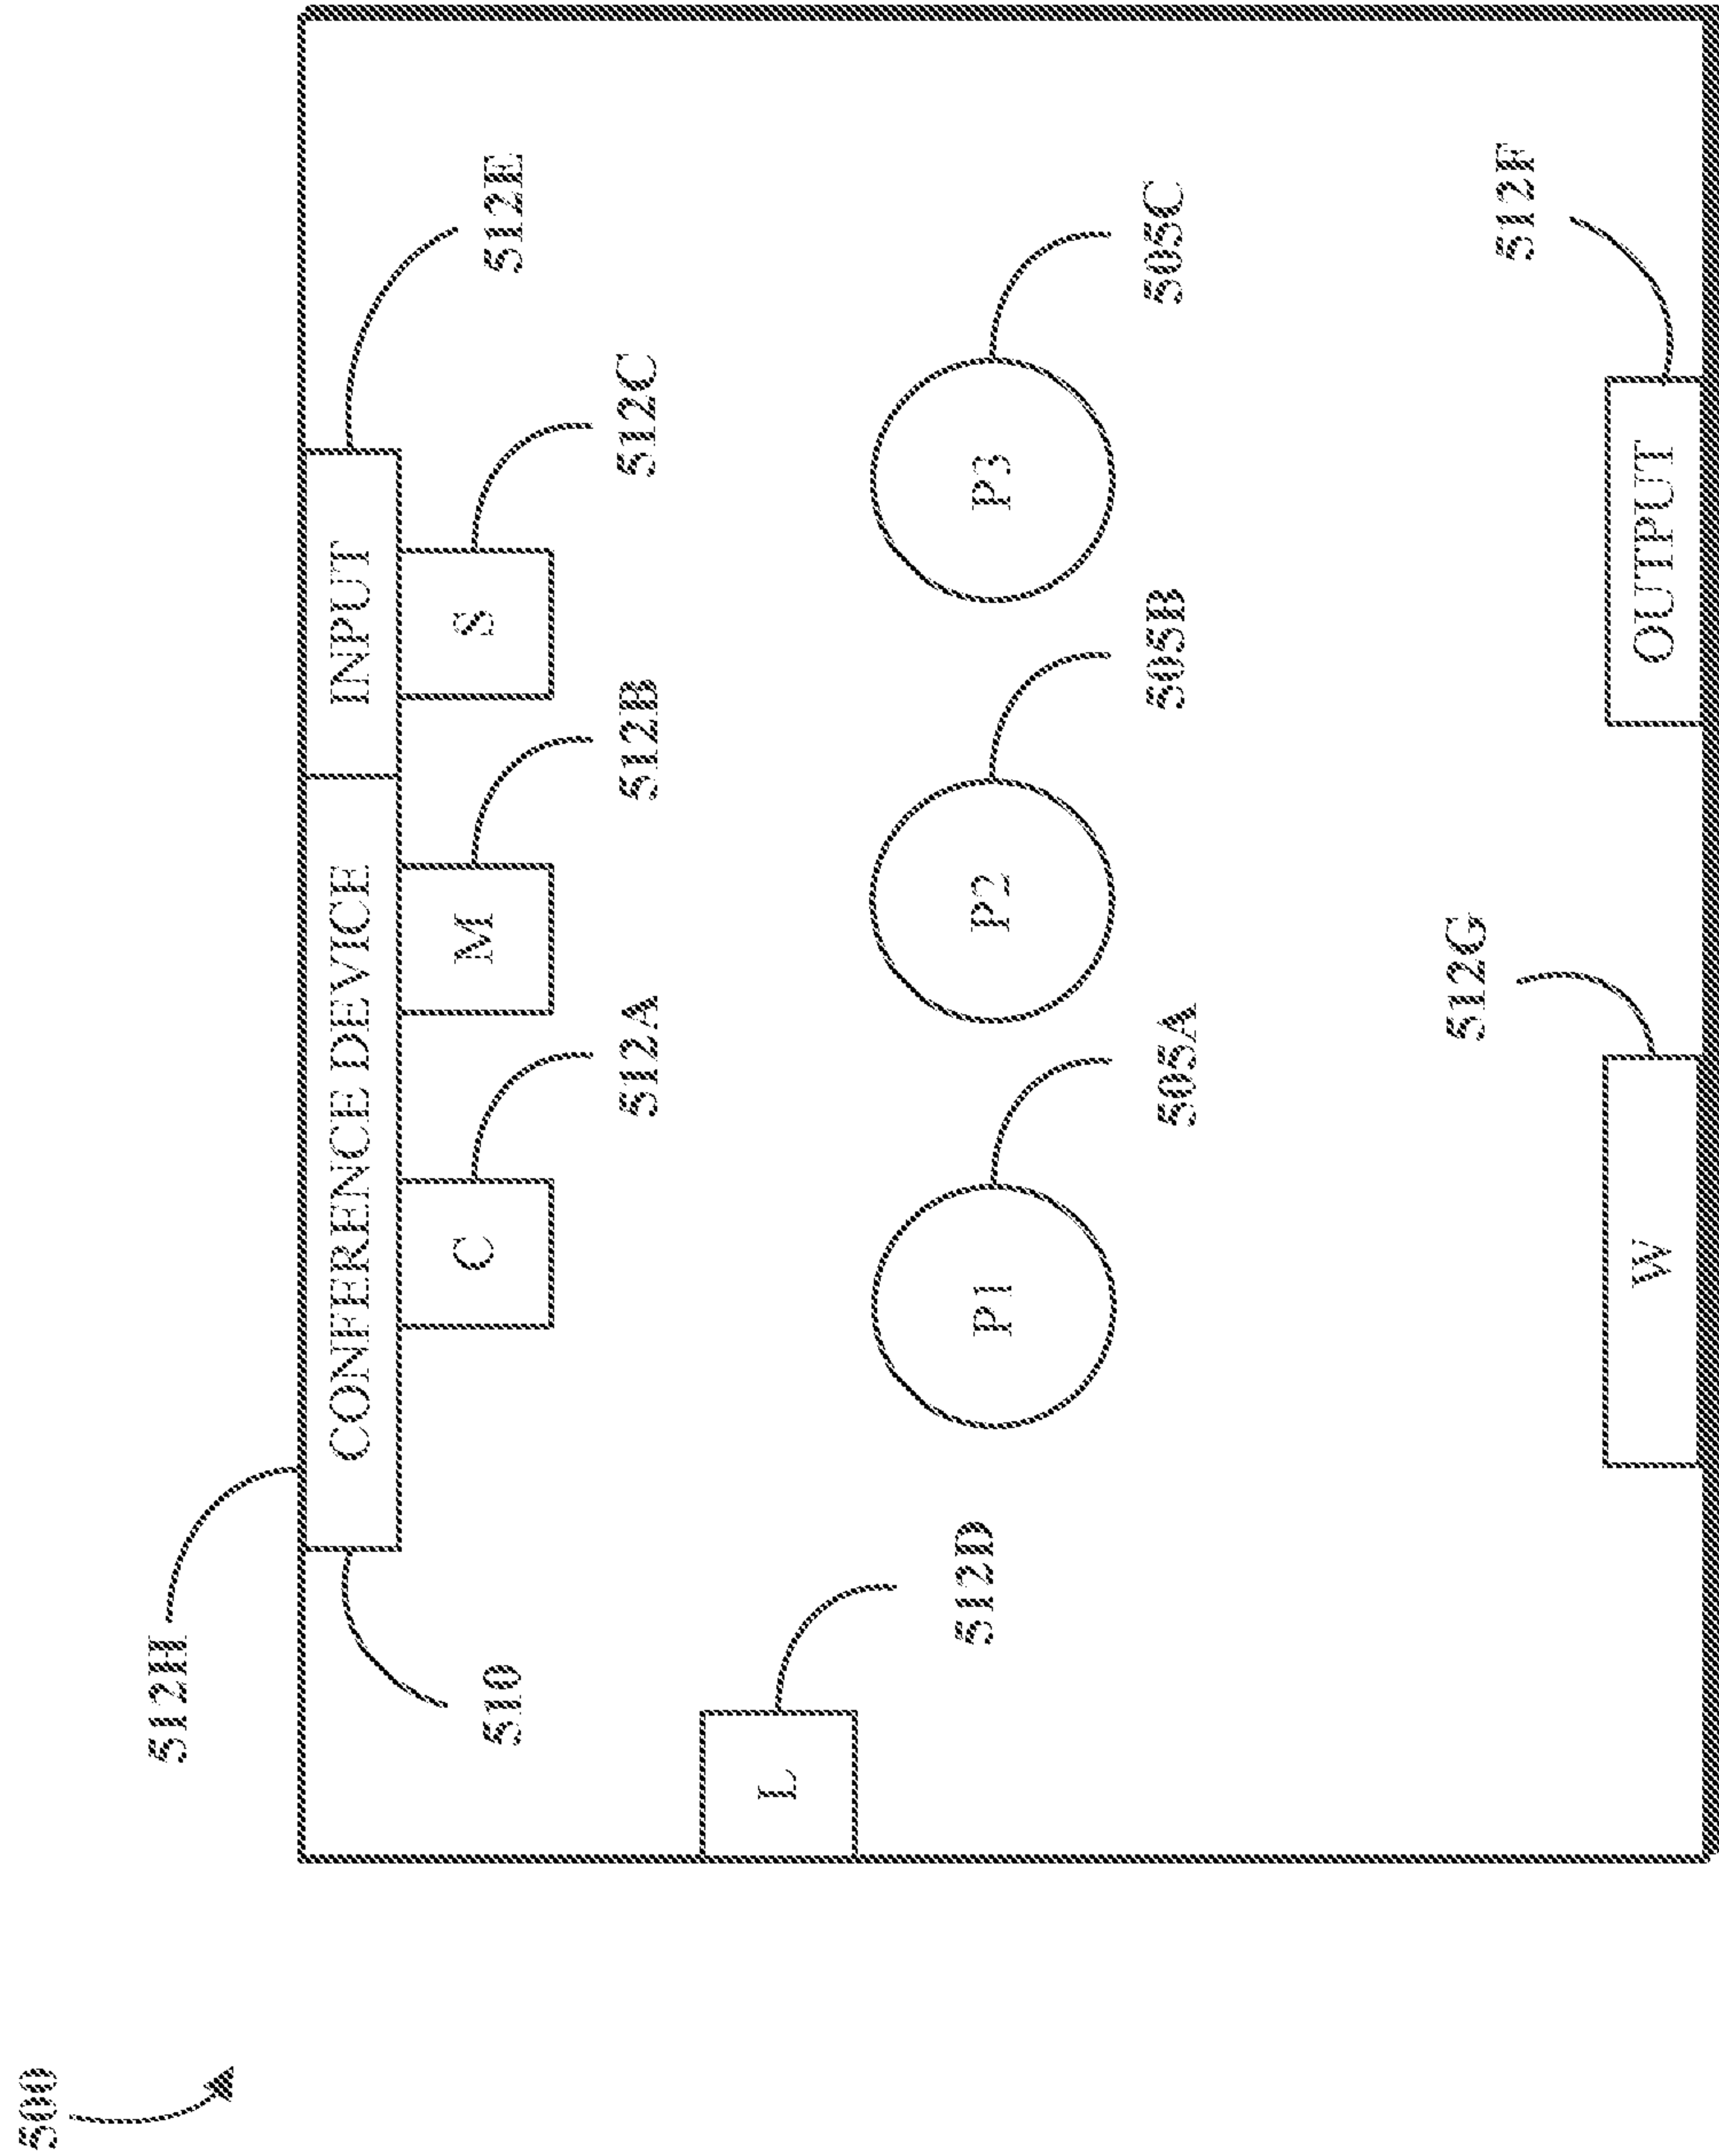 500
512H
510
CONFERENCE DEVICE
INPUT
512E
C
512A
M
512B
S
512C
L
512D
P1
505A
P2
505B
P3
505C
W
512G
OUTPUT
512F